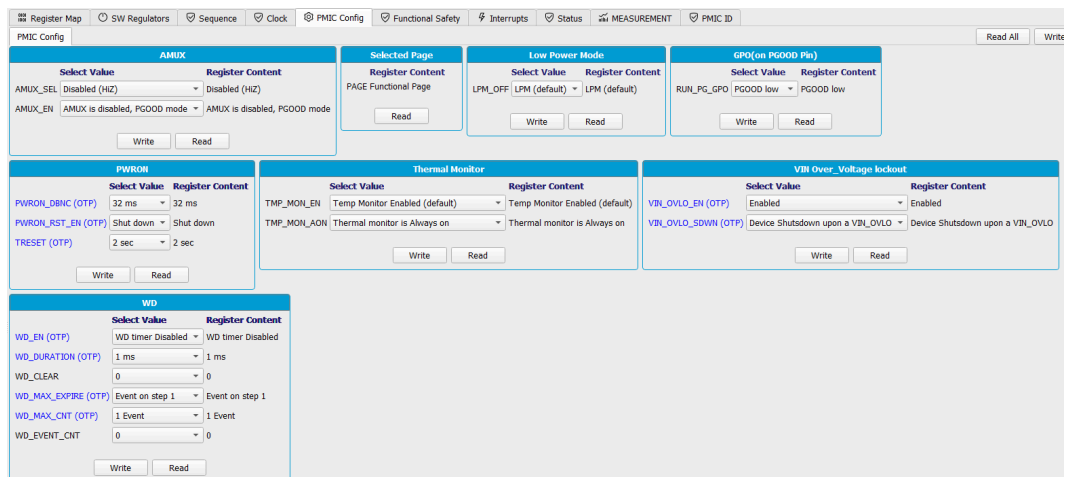 Register Map SW Regulators Sequence Clock PMIC Config Functional Safety Interrupts Status MEASUREMENT PMIC ID
PMIC Config Read All Write
AMUX
Select Value Register Content
AMUX_SEL Disabled (HiZ) Disabled (HiZ)
AMUX_EN AMUX is disabled, PGOOD mode AMUX is disabled, PGOOD mode
Write Read
Selected Page
Register Content
PAGE Functional Page
Read
Low Power Mode
Select Value Register Content
LPM_OFF LPM (default) LPM (default)
Write Read
GPO(on PGOOD Pin)
Select Value Register Content
RUN_PG_GPO PGOOD low PGOOD low
Write Read
PWRON
Select Value Register Content
PWRON_DBNC (OTP) 32 ms 32 ms
PWRON_RST_EN (OTP) Shut down Shut down
TRESET (OTP) 2 sec 2 sec
Write Read
Thermal Monitor
Select Value Register Content
TMP_MON_EN Temp Monitor Enabled (default) Temp Monitor Enabled (default)
TMP_MON_AON Thermal monitor is Always on Thermal monitor is Always on
Write Read
VIN Over_Voltage lockout
Select Value Register Content
VIN_OVLO_EN (OTP) Enabled Enabled
VIN_OVLO_SDWN (OTP) Device Shutsdown upon a VIN_OVLO Device Shutsdown upon a VIN_OVLO
Write Read
WD
Select Value Register Content
WD_EN (OTP) WD timer Disabled WD timer Disabled
WD_DURATION (OTP) 1 ms 1 ms
WD_CLEAR 0 0
WD_MAX_EXPIRE (OTP) Event on step 1 Event on step 1
WD_MAX_CNT (OTP) 1 Event 1 Event
WD_EVENT_CNT 0 0
Write Read